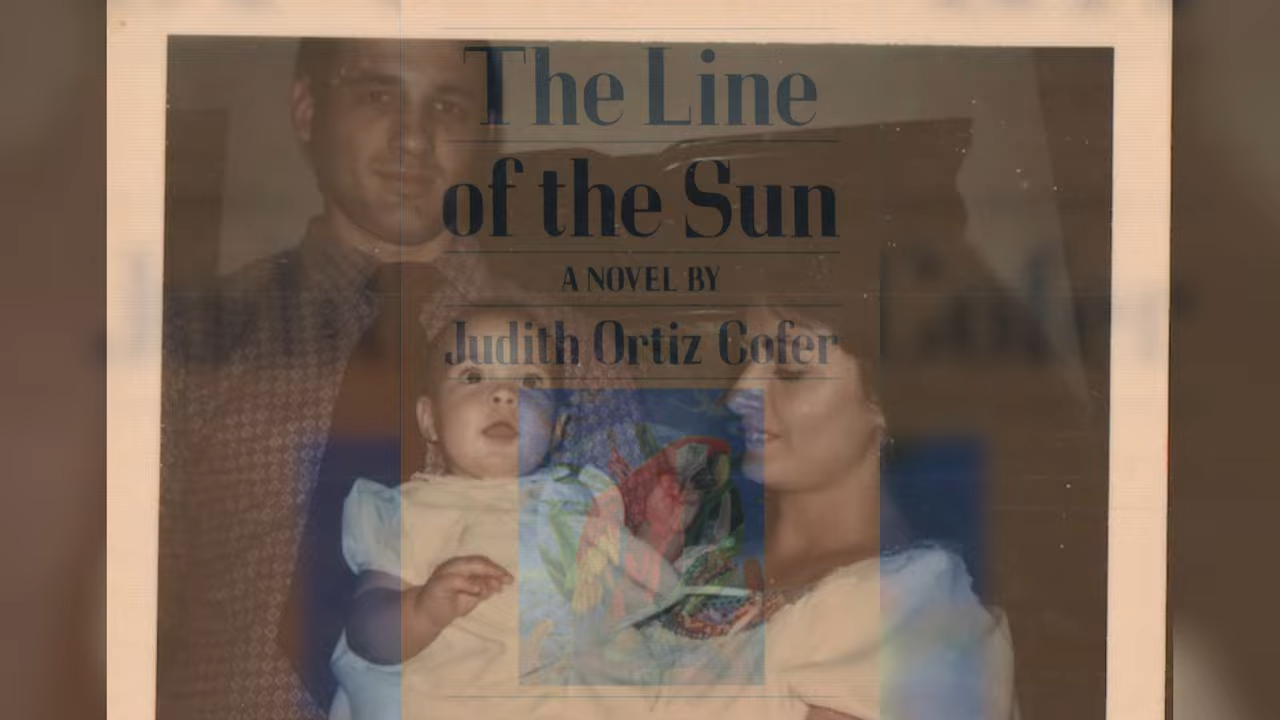 The Line
of the Sun
A NOVEL BY
Judith Ortiz Cofer